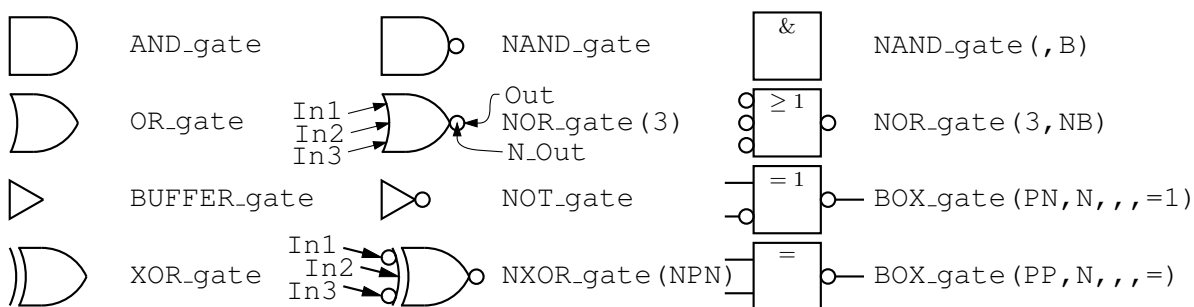 AND_gate NAND_gate & NAND_gate(,B)
In1 Out ≥ 1
OR_gate In2 NOR_gate(3) NOR_gate(3,NB)
In3 N_Out
BUFFER_gate NOT_gate = 1 BOX_gate(PN,N,,,=1)
In1 =
XOR_gate In2 NXOR_gate(NPN) BOX_gate(PP,N,,,=)
In3